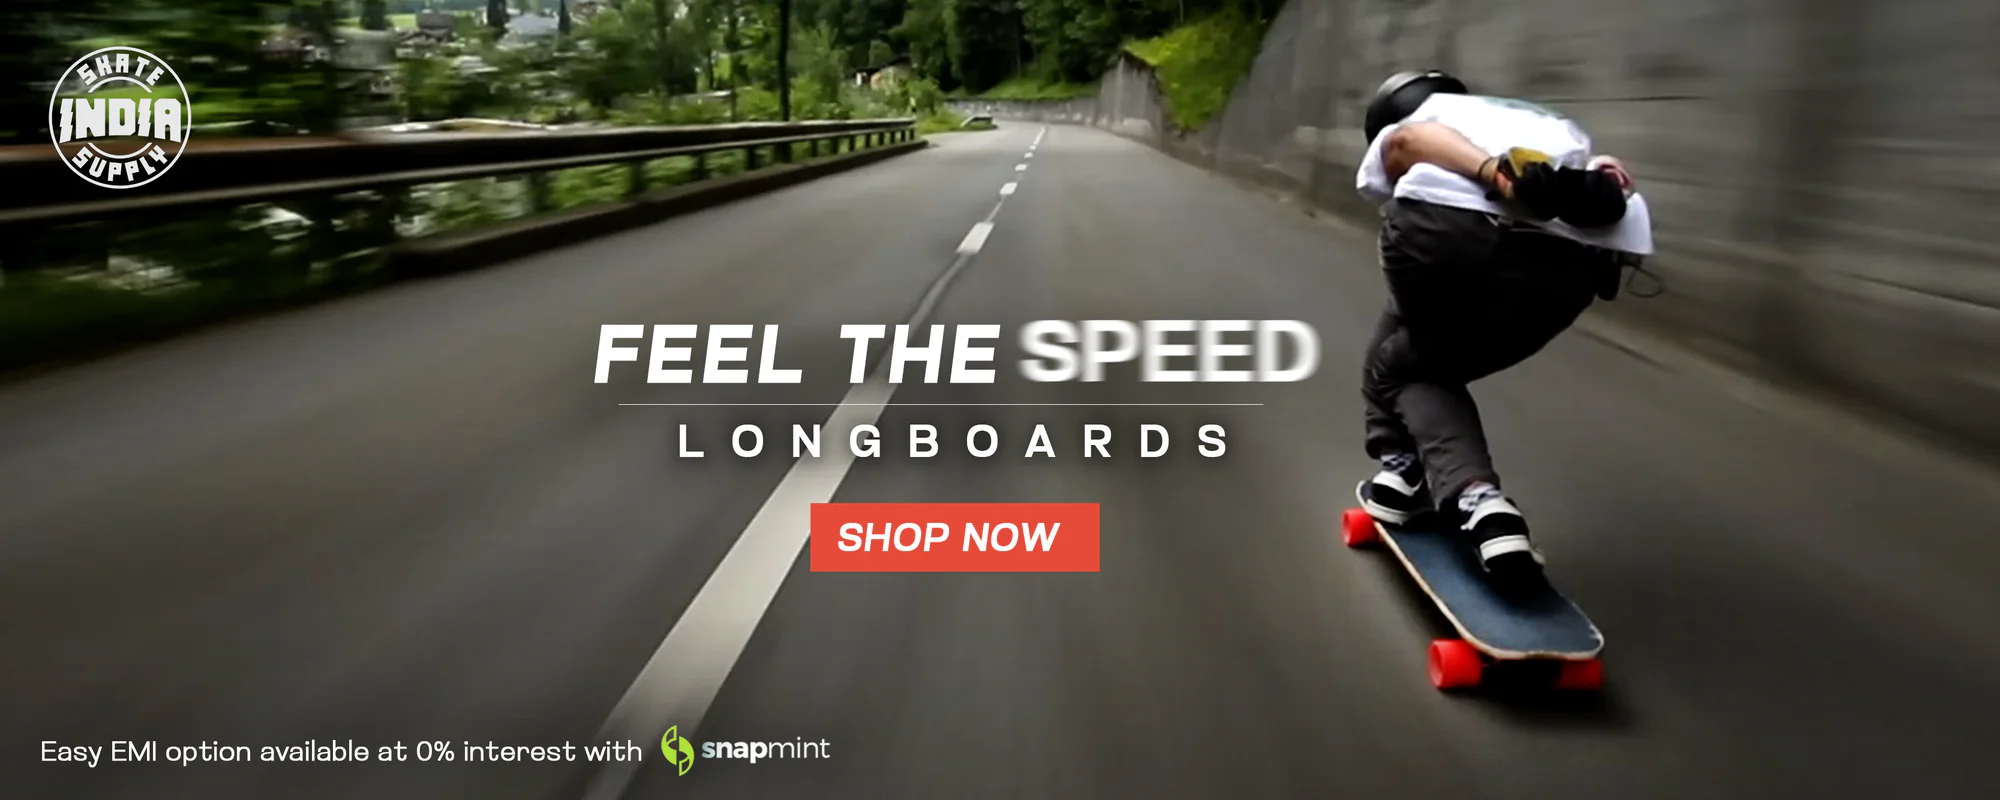 SKATE
INDIA
SUPPLY
FEEL THE SPEED
LONGBOARDS
SHOP NOW
Easy EMI option available at 0% interest with snapmint